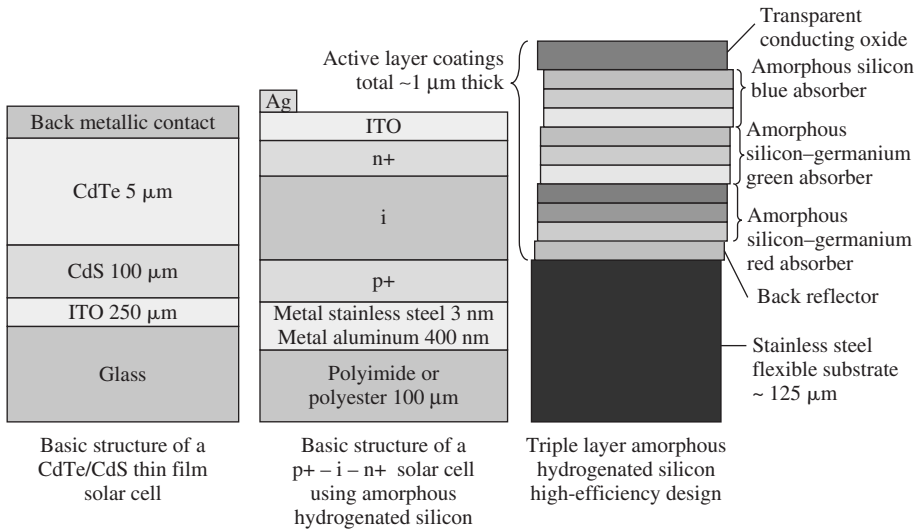 Back metallic contact
CdTe 5 μm
CdS 100 μm
ITO 250 μm
Glass
Basic structure of a
CdTe/CdS thin film
solar cell
Ag
ITO
n+
i
p+
Metal stainless steel 3 nm
Metal aluminum 400 nm
Polyimide or
polyester 100 μm
Basic structure of a
p+ – i – n+ solar cell
using amorphous
hydrogenated silicon
Active layer coatings
total ~1 μm thick
Transparent
conducting oxide
Amorphous silicon
blue absorber
Amorphous
silicon–germanium
green absorber
Amorphous
silicon–germanium
red absorber
Back reflector
Stainless steel
flexible substrate
~ 125 μm
Triple layer amorphous
hydrogenated silicon
high-efficiency design